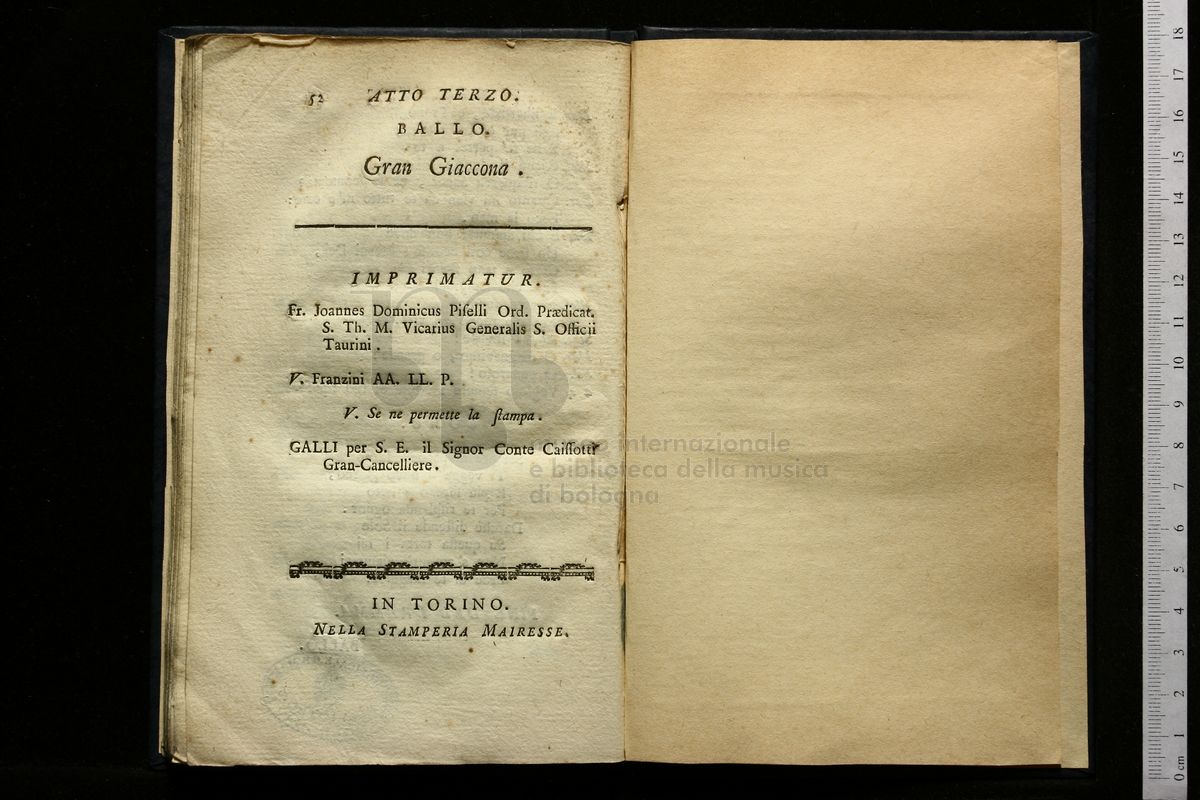 52 ATTO TERZO.
BALLO.
Gran Giaccona .
IMPRIMATUR.
Fr. Joannes Dominicus Piſelli Ord. Prædicat.
S. Th. M. Vicarius Generalis S. Officii
Taurini .
V. Franzini AA. LL. P.
V. Se ne permette la ſtampa .
GALLI per S. E. il Signor Conte Caiſſotti
Gran-Cancelliere .
IN TORINO.
NELLA STAMPERIA MAIRESSE.
internazionale
e biblioteca della musica
di bologna
0 cm 1 2 3 4 5 6 7 8 9 10 11 12 13 14 15 16 17 18